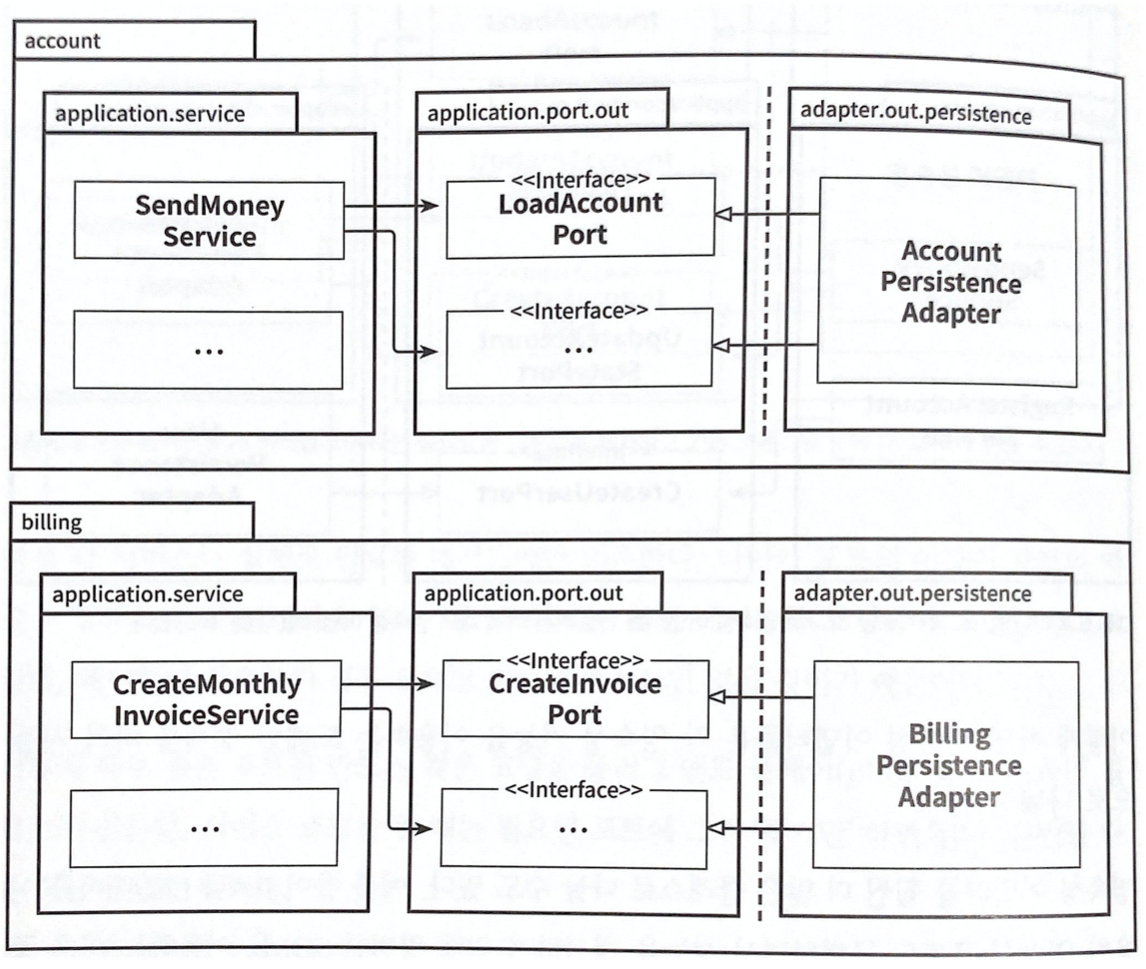 account
application.service
application.port.out
adapter.out.persistence
SendMoney
Service
<<Interface>>
LoadAccount
Port
Account
Persistence
Adapter
...
<<Interface>>
...
billing
application.service
application.port.out
adapter.out.persistence
CreateMonthly
InvoiceService
<<Interface>>
CreateInvoice
Port
Billing
Persistence
Adapter
...
<<Interface>>
...